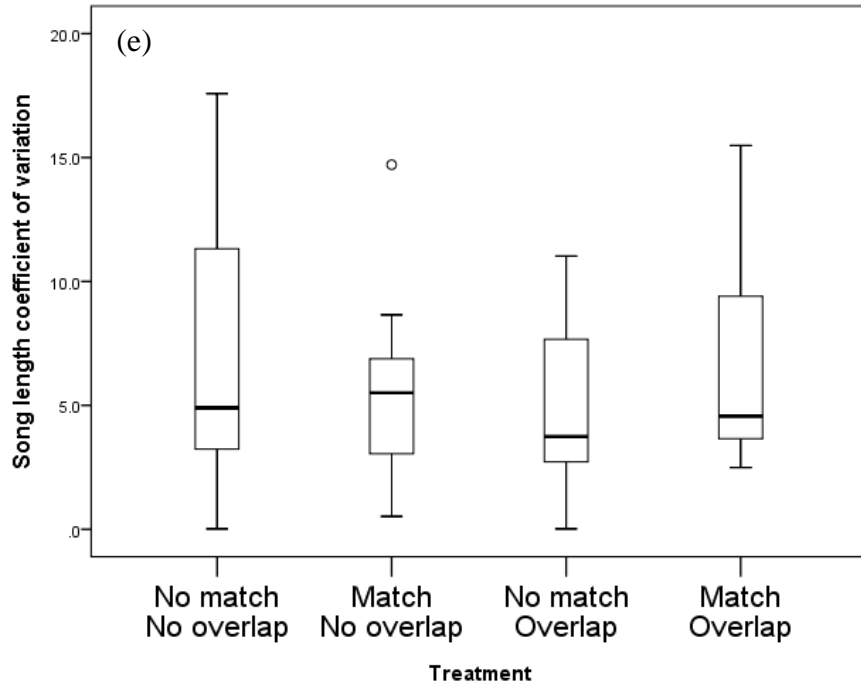 (e)
Song length coefficient of variation
20.0
15.0
10.0
5.0
.0
No match
No overlap
Match
No overlap
No match
Overlap
Match
Overlap
Treatment